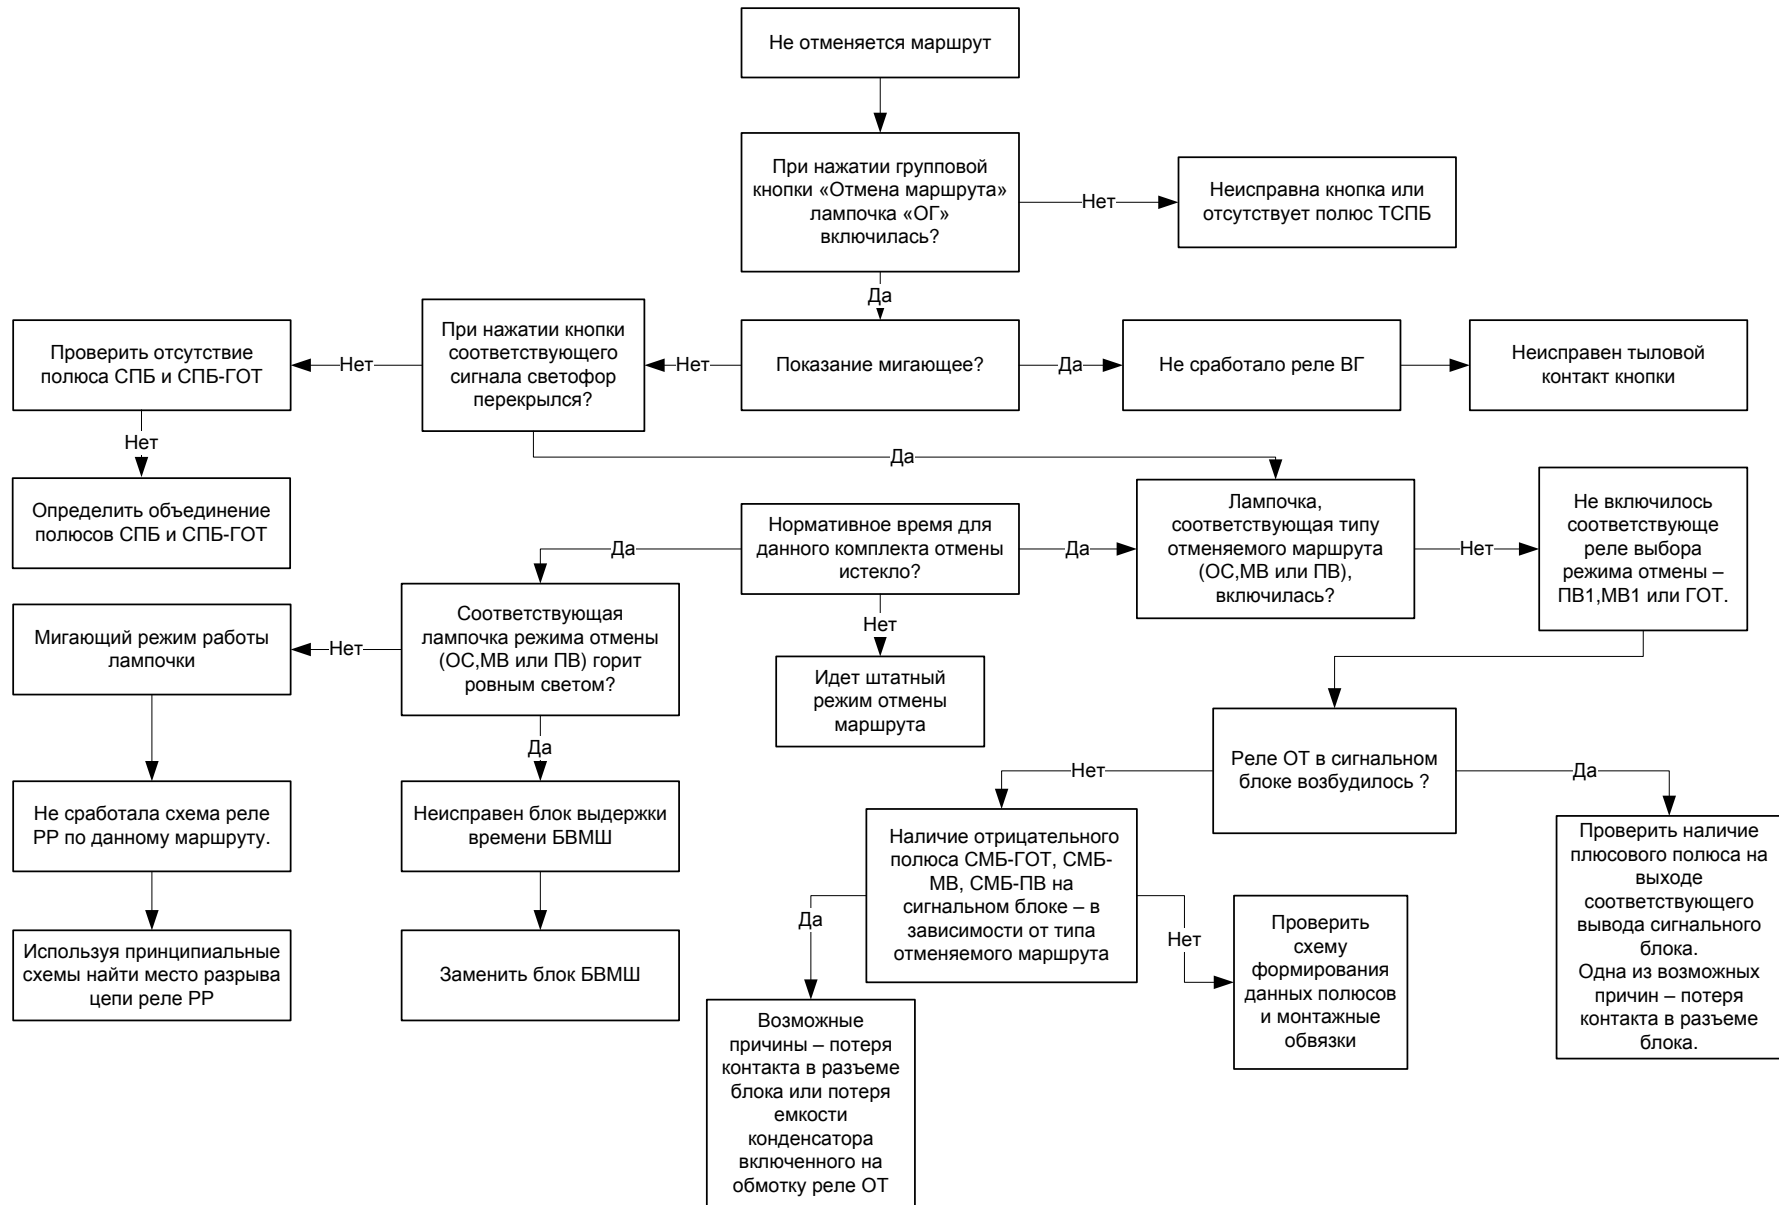 Не отменяется маршрут
При нажатии групповой
кнопки «Отмена маршрута»
лампочка «ОГ»
включилась?
Нет
Неисправна кнопка или
отсутствует полюс ТСПБ
Да
Проверить отсутствие
полюса СПБ и СПБ-ГОТ
Нет
При нажатии кнопки
соответствующего
сигнала светофор
перекрылся?
Нет
Показание мигающее?
Да
Не сработало реле ВГ
Неисправен тыловой
контакт кнопки
Нет
Да
Определить объединение
полюсов СПБ и СПБ-ГОТ
Нормативное время для
данного комплекта отмены
истекло?
Да
Да
Лампочка,
соответствующая типу
отменяемого маршрута
(ОС,МВ или ПВ),
включилась?
Нет
Не включилось
соответствующе
реле выбора
режима отмены –
ПВ1,МВ1 или ГОТ.
Мигающий режим работы
лампочки
Нет
Соответствующая
лампочка режима отмены
(ОС,МВ или ПВ) горит
ровным светом?
Нет
Идет штатный
режим отмены
маршрута
Да
Реле ОТ в сигнальном
блоке возбудилось ?
Нет
Да
Не сработала схема реле
РР по данному маршруту.
Неисправен блок выдержки
времени БВМШ
Наличие отрицательного
полюса СМБ-ГОТ, СМБ-
МВ, СМБ-ПВ на
сигнальном блоке – в
зависимости от типа
отменяемого маршрута
Проверить наличие
плюсового полюса на
выходе
соответствующего
вывода сигнального
блока.
Одна из возможных
причин – потеря
контакта в разъеме
блока.
Да
Нет
Используя принципиальные
схемы найти место разрыва
цепи реле РР
Заменить блок БВМШ
Проверить
схему
формирования
данных полюсов
и монтажные
обвязки
Возможные
причины – потеря
контакта в разъеме
блока или потеря
емкости
конденсатора
включенного на
обмотку реле ОТ